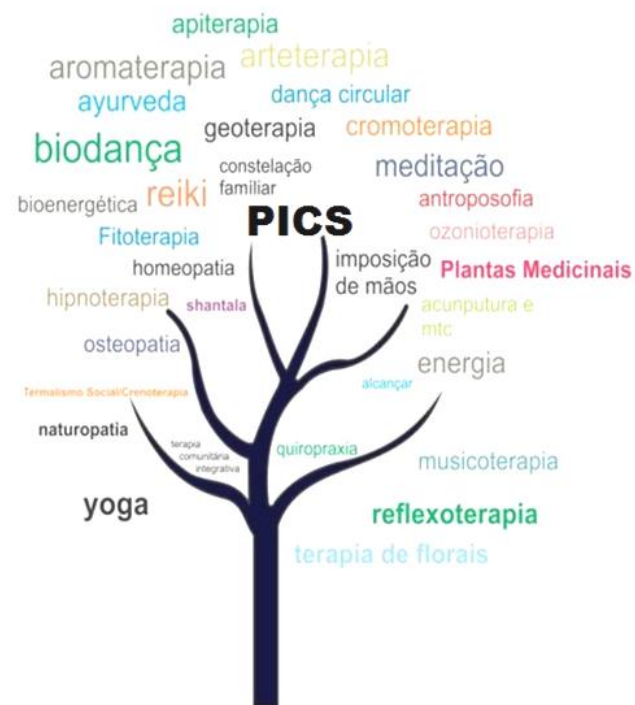 apiterapia
aromaterapia
arteterapia
ayurveda
dança circular
geoterapia
cromoterapia
biodança
constelação
familiar
meditação
bioenergética
reiki
antroposofia
PICS
Fitoterapia
ozonioterapia
homeopatia
imposição
de mãos
Plantas Medicinais
hipnoterapia
shantala
acunputura e
mtc
osteopatia
energia
alcançar
Termalismo Social/Crenoterapia
naturopatia
terapia
comunitária
integrativa
quiropraxia
musicoterapia
yoga
reflexoterapia
terapia de florais